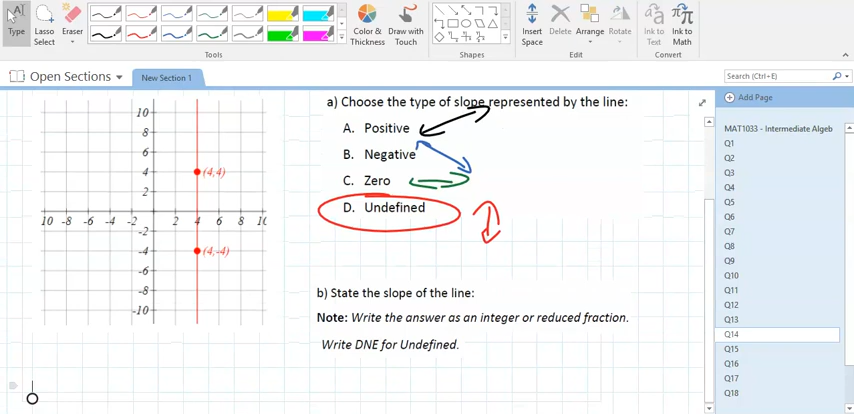 Type
Lasso Select
Eraser
Color & Thickness
Draw with Touch
Insert Space
Delete
Arrange
Rotate
Ink to Text
Ink to Math
Tools
Shapes
Edit
Convert
Open Sections
New Section 1
Search (Ctrl+E)
Add Page
MAT1033 - Intermediate Algeb
Q1
Q2
Q3
Q4
Q5
Q6
Q7
Q8
Q9
Q10
Q11
Q12
Q13
Q14
Q15
Q16
Q17
Q18
10
8
6
4
2
(4,4)
10 -8 -6 -4 -2 2 4 6 8 10
-2
-4
(4,-4)
-6
-8
-10
a) Choose the type of slope represented by the line:
A. Positive
B. Negative
C. Zero
D. Undefined
b) State the slope of the line:
Note: Write the answer as an integer or reduced fraction.
Write DNE for Undefined.